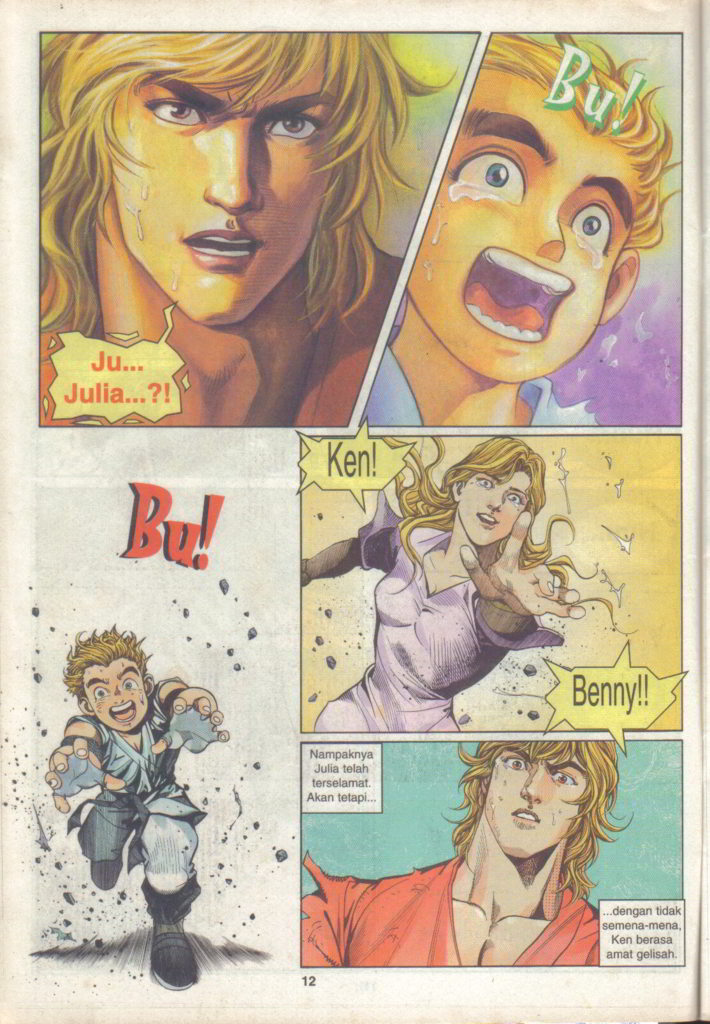 Ju...
Julia...?!
Bu!
Bu!
Ken!
Benny!!
Nampaknya
Julia telah
terselamat.
Akan tetapi...
...dengan tidak
semena-mena,
Ken berasa
amat gelisah.
12